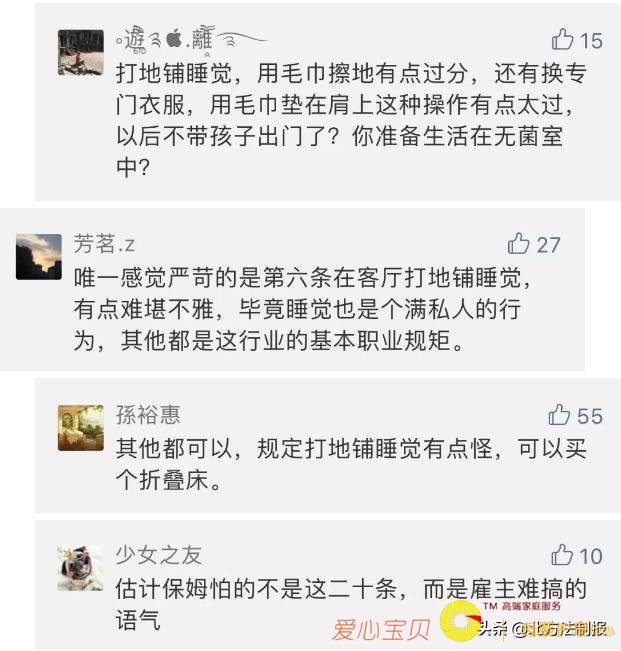 遊 .離
15
打地铺睡觉，用毛巾擦地有点过分，还有换专
门衣服，用毛巾垫在肩上这种操作有点太过，
以后不带孩子出门了？你准备生活在无菌室
中？
芳茗.z
27
唯一感觉严苛的是第六条在客厅打地铺睡觉，
有点难堪不雅，毕竟睡觉也是个满私人的行
为，其他都是这行业的基本职业规矩。
孫裕惠
55
其他都可以，规定打地铺睡觉有点怪，可以买
个折叠床。
少女之友
10
估计保姆怕的不是这二十条，而是雇主难搞的
语气
爱心宝贝
TM 高端家庭服务
头条 @北方法制报